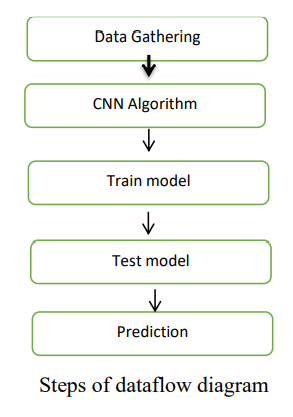 Data Gathering
CNN Algorithm
Train model
Test model
Prediction
Steps of dataflow diagram